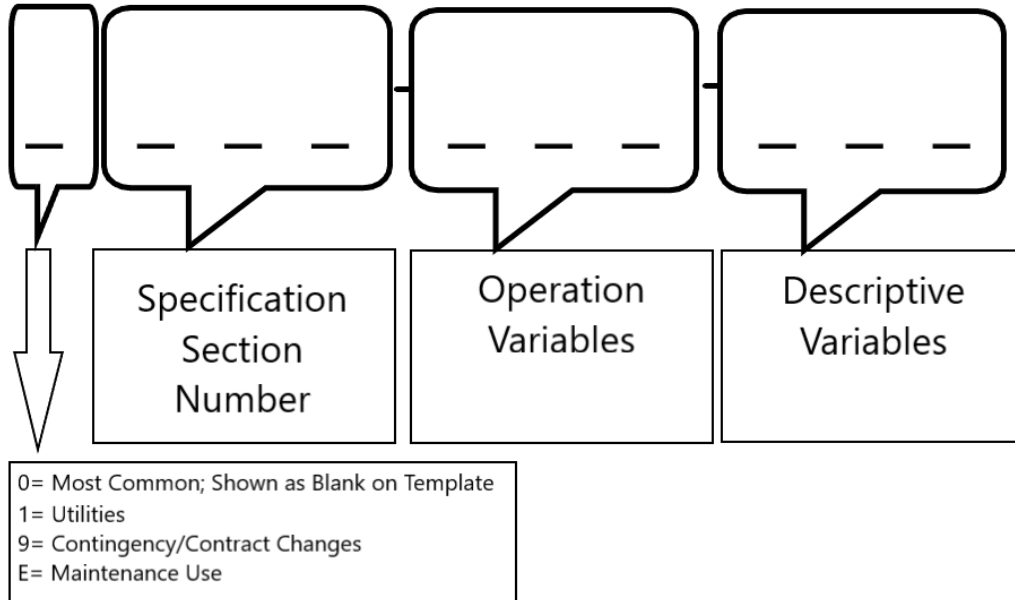 _ _ _ _ - _ _ _ - _ _ _
Specification
Section
Number
Operation
Variables
Descriptive
Variables
0= Most Common; Shown as Blank on Template
1= Utilities
9= Contingency/Contract Changes
E= Maintenance Use